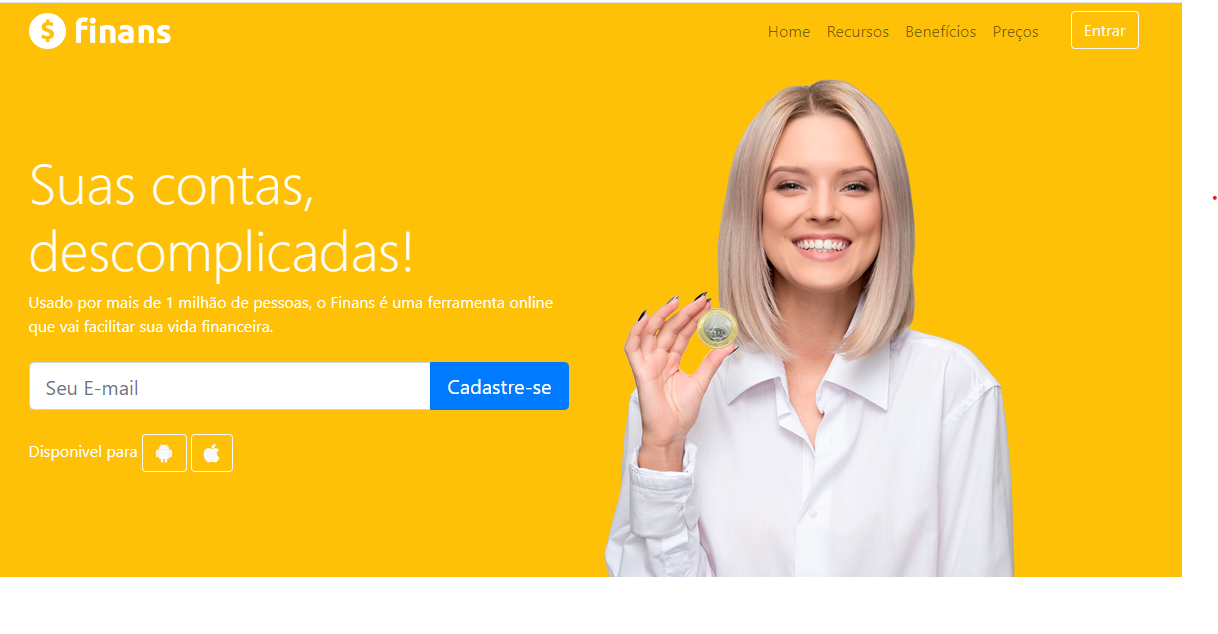 finans
Home Recursos Benefícios Preços Entrar
Suas contas,
descomplicadas!
Usado por mais de 1 milhão de pessoas, o Finans é uma ferramenta online
que vai facilitar sua vida financeira.
Seu E-mail Cadastre-se
Disponivel para